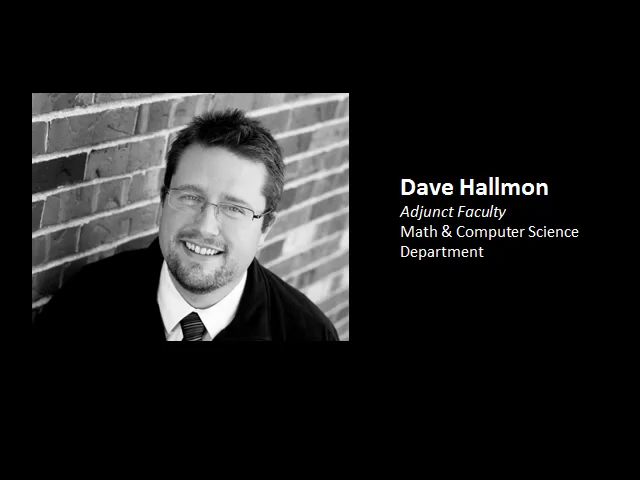 Dave Hallmon
Adjunct Faculty
Math & Computer Science
Department